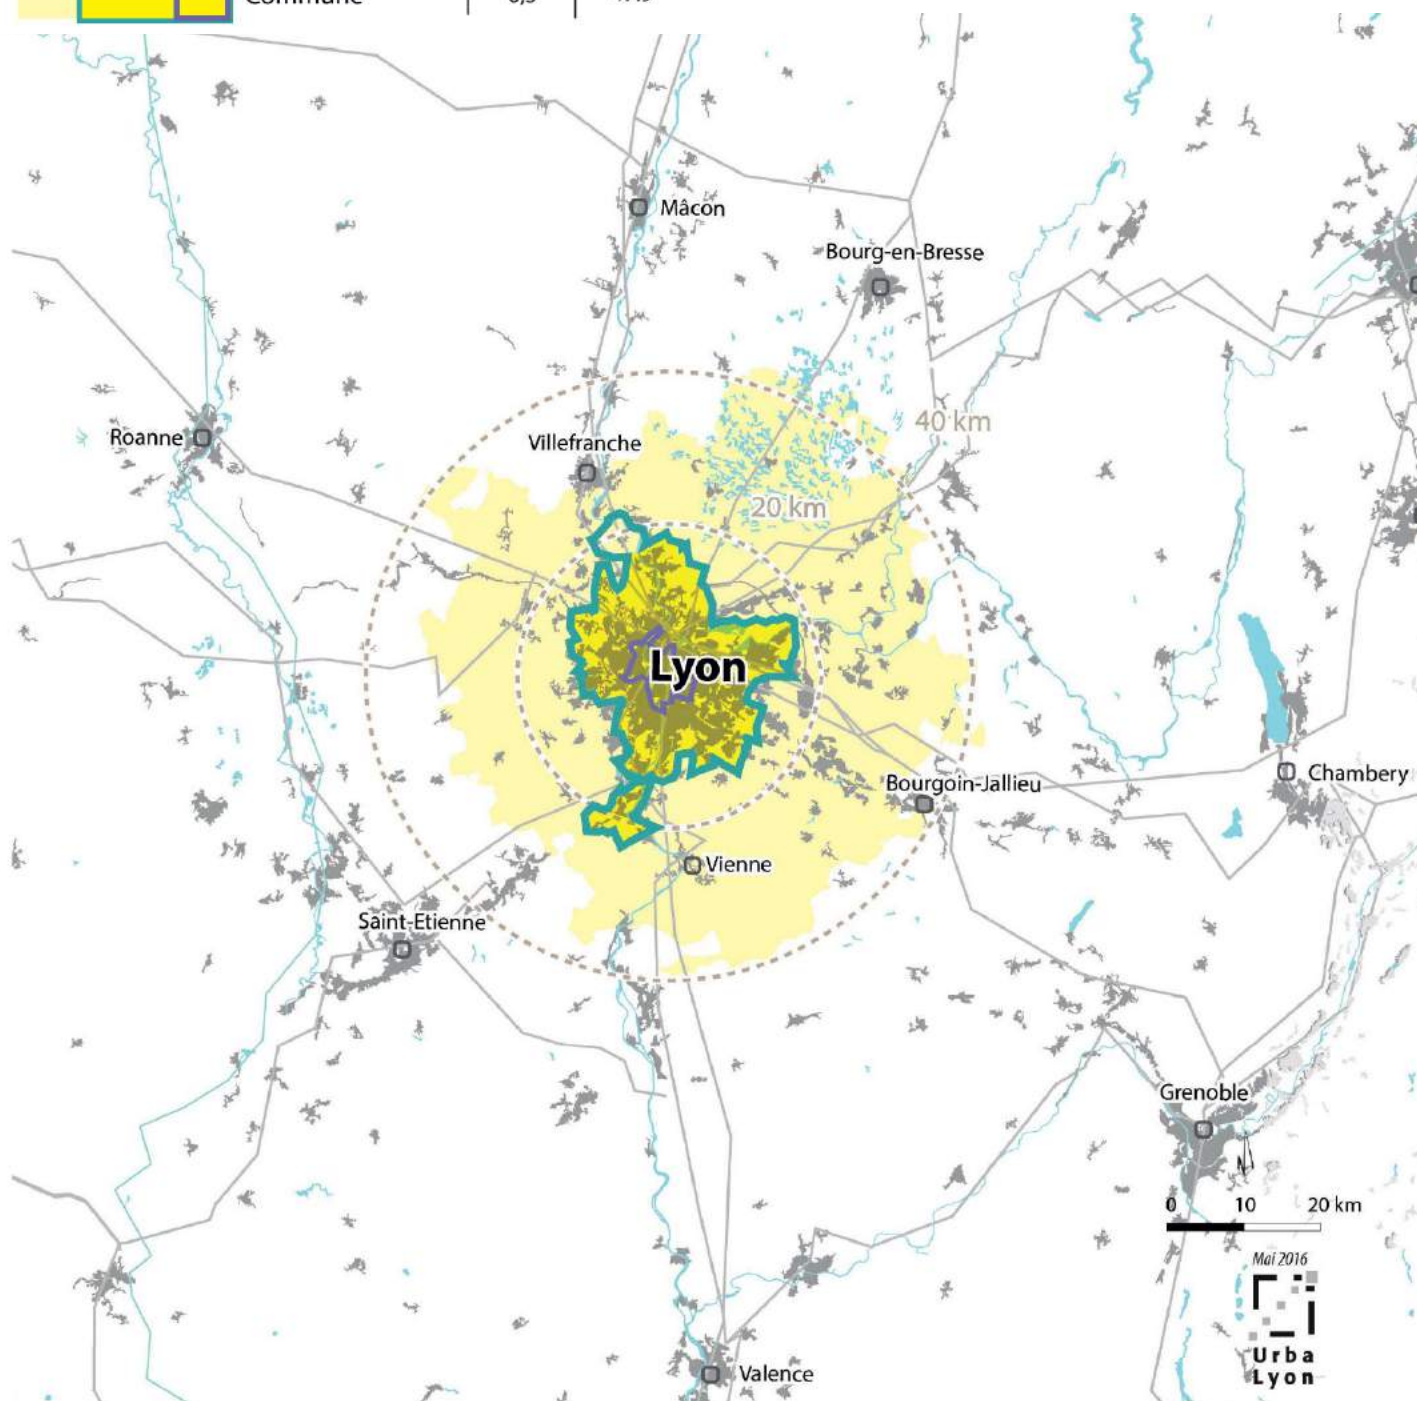 Commune
Mâcon
Bourg-en-Bresse
40 km
Roanne
Villefranche
20 km
Lyon
Chambery
Bourgoin-Jallieu
Vienne
Saint-Etienne
Grenoble
N
0 10 20 km
Mai 2016
Urba
Lyon
Valence